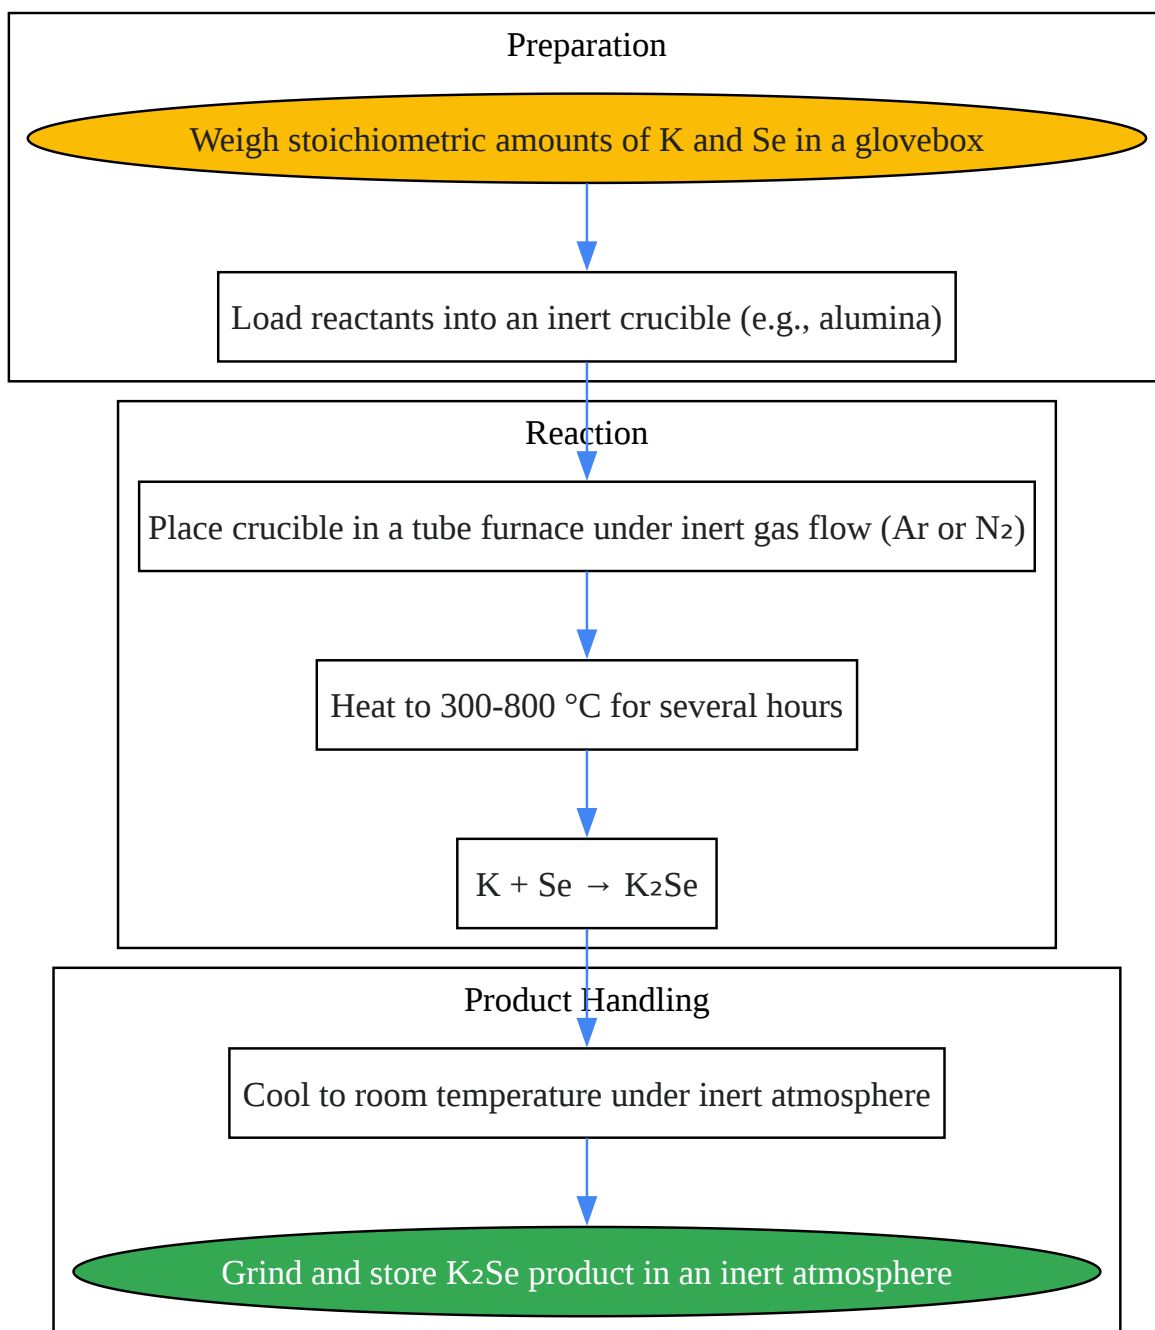 Preparation
Weigh stoichiometric amounts of K and Se in a glovebox
Load reactants into an inert crucible (e.g., alumina)
Reaction
Place crucible in a tube furnace under inert gas flow (Ar or N₂)
Heat to 300-800 °C for several hours
K + Se → K₂Se
Product Handling
Cool to room temperature under inert atmosphere
Grind and store K₂Se product in an inert atmosphere